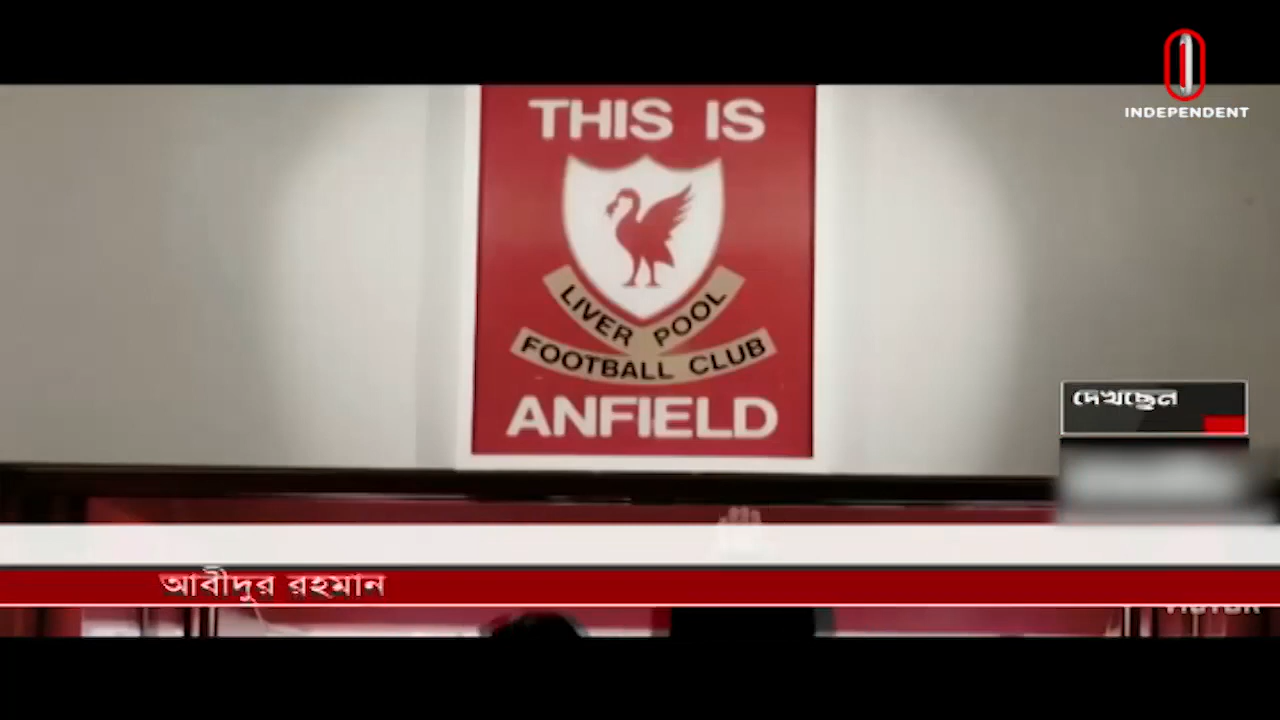 INDEPENDENT
THIS IS
LIVER POOL
FOOTBALL CLUB
ANFIELD
দেখছেন
আবীদুর রহমান